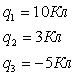 q₁ = 10Кл
q₂ = 3Кл
q₃ = −5Кл